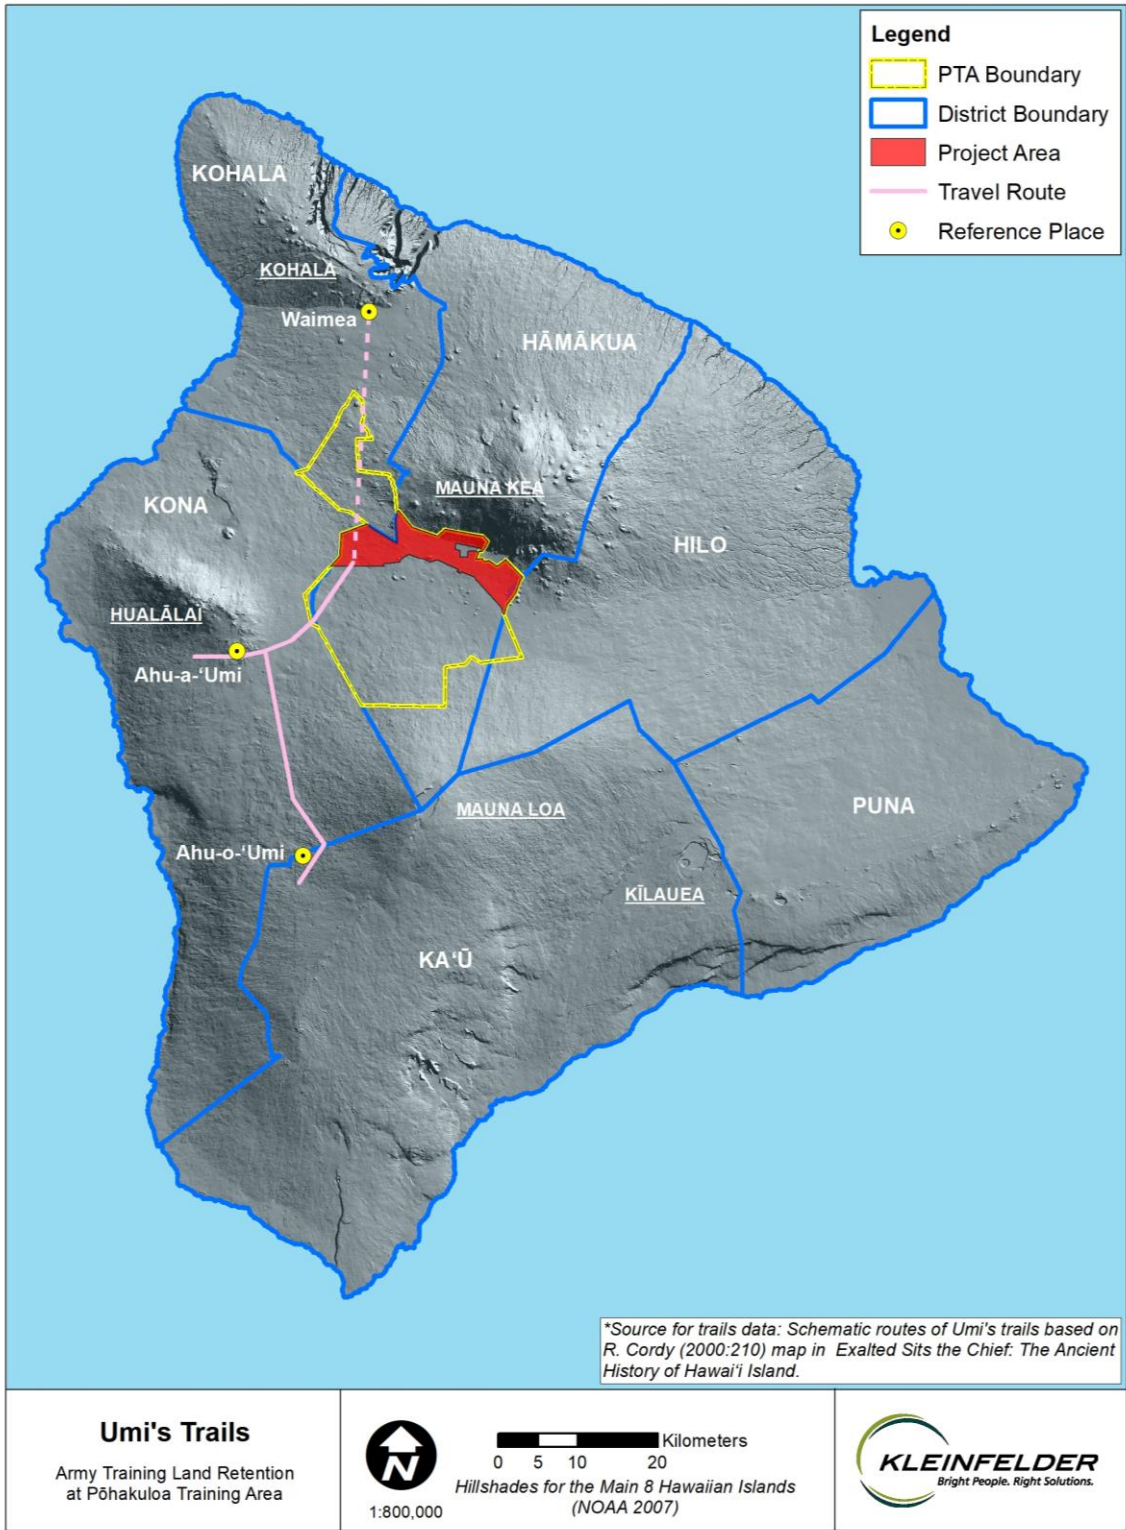 Legend
PTA Boundary
District Boundary
Project Area
Travel Route
Reference Place
KOHALA
KOHALA
Waimea
HĀMĀKUA
MAUNA KEA
KONA
HILO
HUALĀLAI
Ahu-a-‘Umi
MAUNA LOA
PUNA
Ahu-o-‘Umi
KĪLAUEA
KA‘Ū
*Source for trails data: Schematic routes of Umi's trails based on
R. Cordy (2000:210) map in Exalted Sits the Chief: The Ancient
History of Hawai‘i Island.
Umi's Trails
Army Training Land Retention
at Pōhakuloa Training Area
N
1:800,000
Kilometers
0 5 10 20
Hillshades for the Main 8 Hawaiian Islands
(NOAA 2007)
KLEINFELDER
Bright People. Right Solutions.